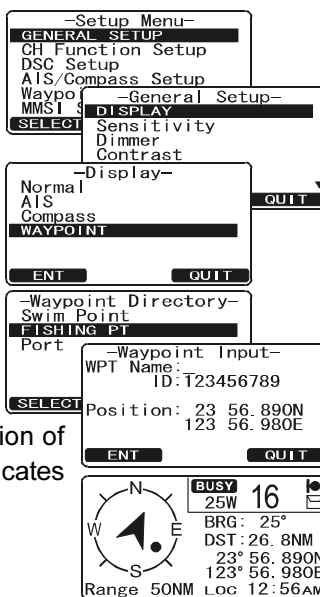 -Setup Menu-
GENERAL SETUP
CH Function Setup
DSC Setup
AIS/Compass Setup
Waypoi
MMSI S
SELECT
-General Setup-
DISPLAY
Sensitivity
Dimmer
Contrast
QUIT
-Display-
Normal
AIS
Compass
WAYPOINT
ENT QUIT
-Waypoint Directory-
Swim Point
FISHING PT
Port
SELECT
-Waypoint Input-
WPT Name:_
ID:123456789
Position: 23 56.890N
123 56.980E
ENT QUIT
ion of
cates
N
W E
S
Range 50NM
BUSY
25W 16
BRG: 25°
DST:26.8NM
23°56.890N
123°56.980E
LOC 12:56AM